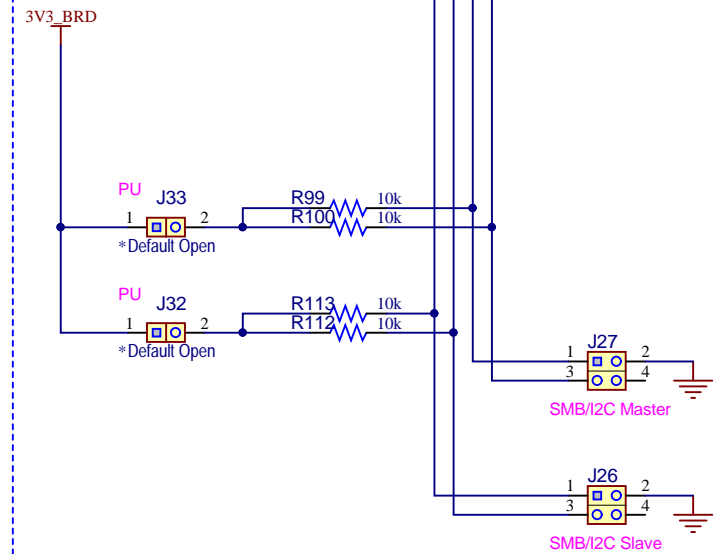 3V3_BRD
PU
J33
1 2
*Default Open
R99 10k
R100 10k
PU
J32
1 2
*Default Open
R113 10k
R112 10k
J27
1 2
3 4
SMB/I2C Master
J26
1 2
3 4
SMB/I2C Slave